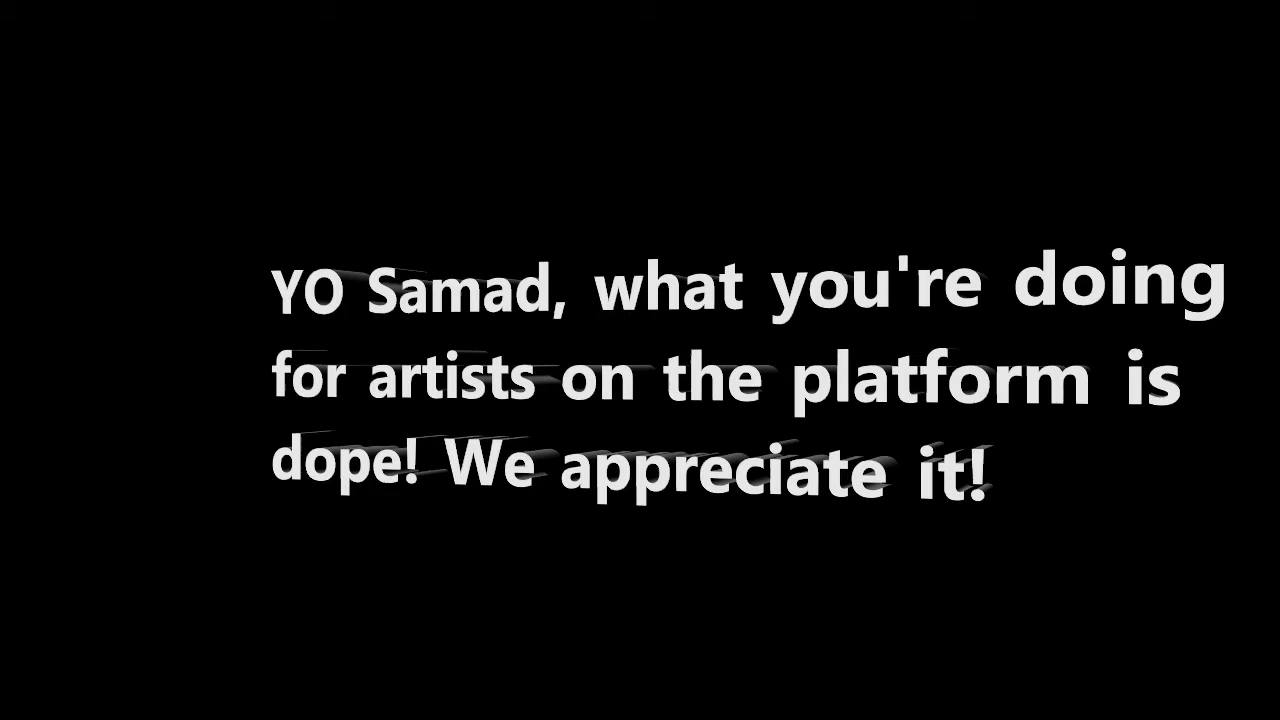 YO Samad, what you're doing
for artists on the platform is
dope! We appreciate it!